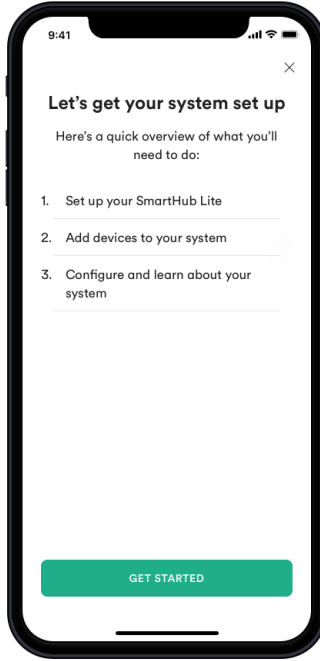 9:41
Let’s get your system set up
Here’s a quick overview of what you’ll
need to do:
1. Set up your SmartHub Lite
2. Add devices to your system
3. Configure and learn about your
system
GET STARTED